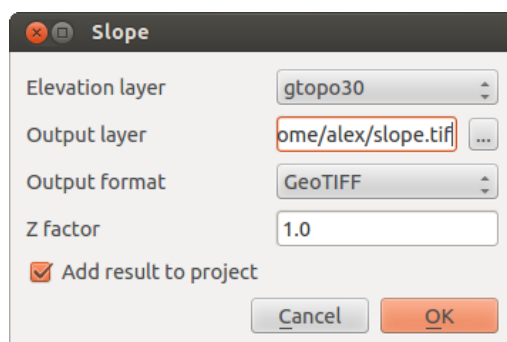 Slope
Elevation layer gtopo30
Output layer ome/alex/slope.tif ...
Output format GeoTIFF
Z factor 1.0
Add result to project
Cancel OK